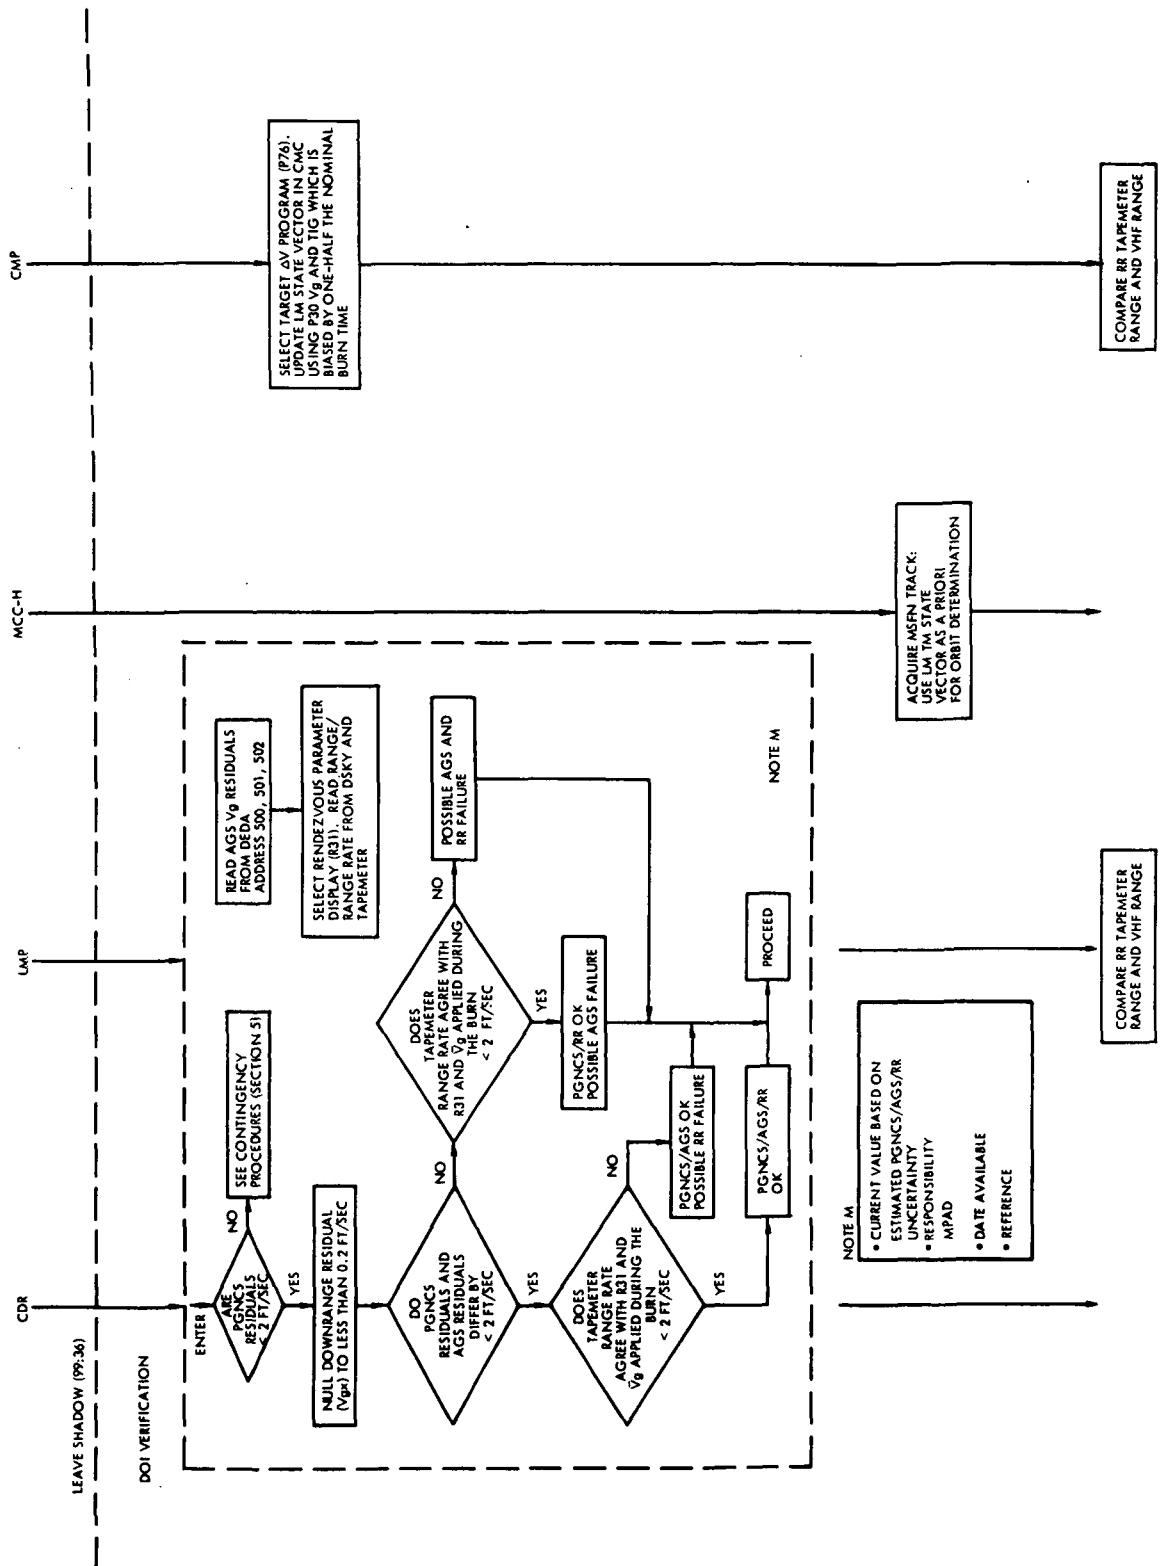 CDR
LMP
MCC-H
CMP
LEAVE SHADOW (99:36)
DOI VERIFICATION
ENTER
ARE
PGNCS
RESIDUALS
< 2 FT/SEC
NO
SEE CONTINGENCY
PROCEDURES (SECTION 5)
YES
NULL DOWNRANGE RESIDUAL
(Vgx) TO LESS THAN 0.2 FT/SEC
DO
PGNCS
RESIDUALS AND
AGS RESIDUALS
DIFFER BY
< 2 FT/SEC
NO
YES
DOES
TAPEMETER
RANGE RATE
AGREE WITH R31 AND
V̄g APPLIED DURING THE
BURN
< 2 FT/SEC
NO
PGNCS/AGS OK
POSSIBLE RR FAILURE
YES
PGNCS/AGS/RR
OK
DOES
TAPEMETER
RANGE RATE AGREE WITH
R31 AND V̄g APPLIED DURING
THE BURN
< 2 FT/SEC
NO
POSSIBLE AGS AND
RR FAILURE
YES
PGNCS/RR OK
POSSIBLE AGS FAILURE
PROCEED
READ AGS Vg RESIDUALS
FROM DEDA
ADDRESS 500, 501, 502
SELECT RENDEZVOUS PARAMETER
DISPLAY (R31). READ RANGE/
RANGE RATE FROM DSKY AND
TAPEMETER
NOTE M
ACQUIRE MSFN TRACK:
USE LM TM STATE
VECTOR AS A PRIORI
FOR ORBIT DETERMINATION
SELECT TARGET ΔV PROGRAM (P76).
UPDATE LM STATE VECTOR IN CMC
USING P30 Vg AND TIG WHICH IS
BIASED BY ONE-HALF THE NOMINAL
BURN TIME
NOTE M
• CURRENT VALUE BASED ON
ESTIMATED PGNCS/AGS/RR
UNCERTAINTY
• RESPONSIBILITY
MPAD
• DATE AVAILABLE
• REFERENCE
COMPARE RR TAPEMETER
RANGE AND VHF RANGE
COMPARE RR TAPEMETER
RANGE AND VHF RANGE